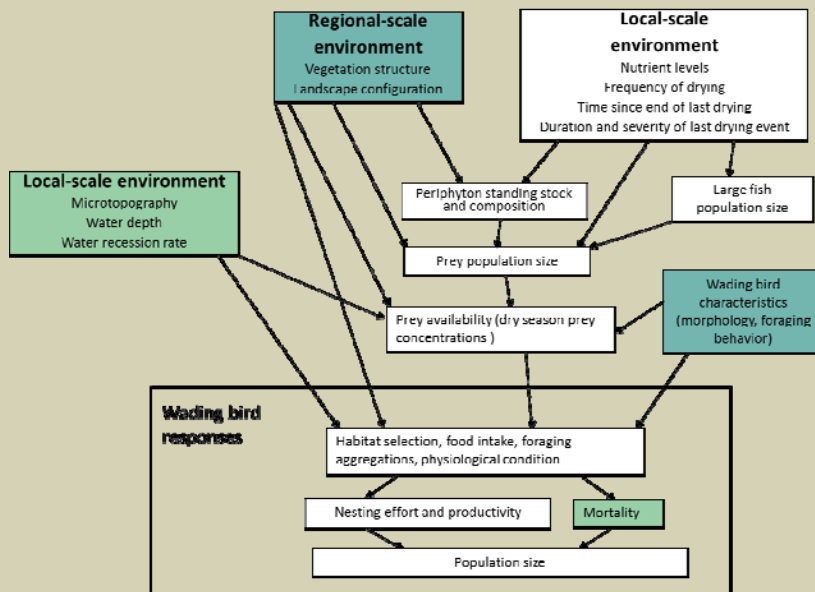 Regional-scale
environment
Vegetation structure
Landscape configuration
Local-scale
environment
Nutrient levels
Frequency of drying
Time since end of last drying
Duration and severity of last drying event
Local-scale environment
Microtopography
Water depth
Water recession rate
Periphyton standing stock
and composition
Large fish
population size
Prey population size
Wading bird
characteristics
(morphology, foraging
behavior)
Prey availability (dry season prey
concentrations )
Wading bird
responses
Habitat selection, food intake, foraging
aggregations, physiological condition
Nesting effort and productivity
Mortality
Population size